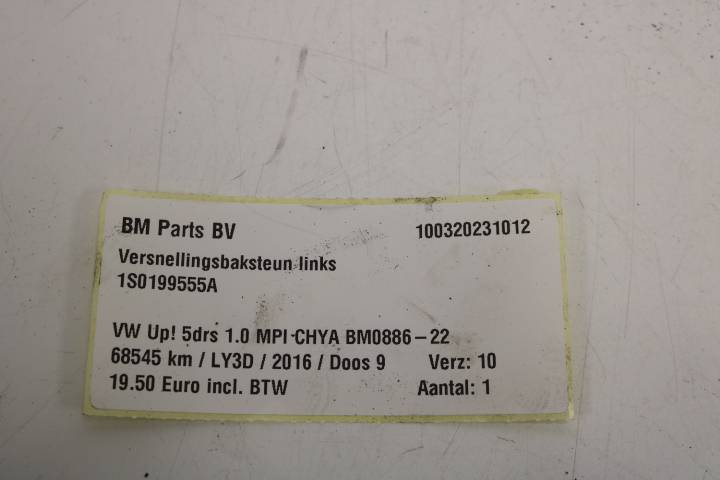 BM Parts BV 100320231012
Versnellingsbaksteun links
1S0199555A
VW Up! 5drs 1.0 MPI CHYA BM0886-22
68545 km / LY3D / 2016 / Doos 9 Verz: 10
19.50 Euro incl. BTW Aantal: 1